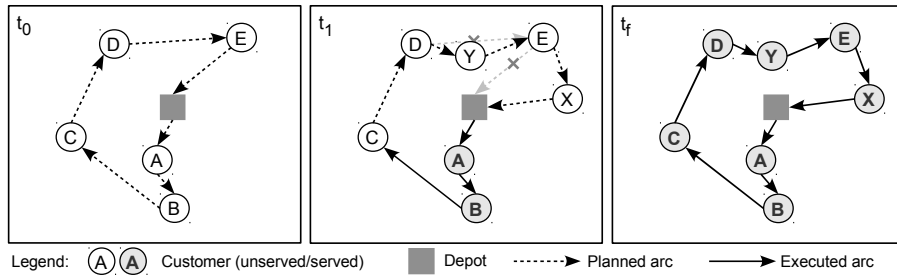 t0
D
E
C
A
B
t1
D
Y
E
X
C
A
B
tf
D
Y
E
X
C
A
B
Legend: A A Customer (unserved/served) Depot Planned arc Executed arc